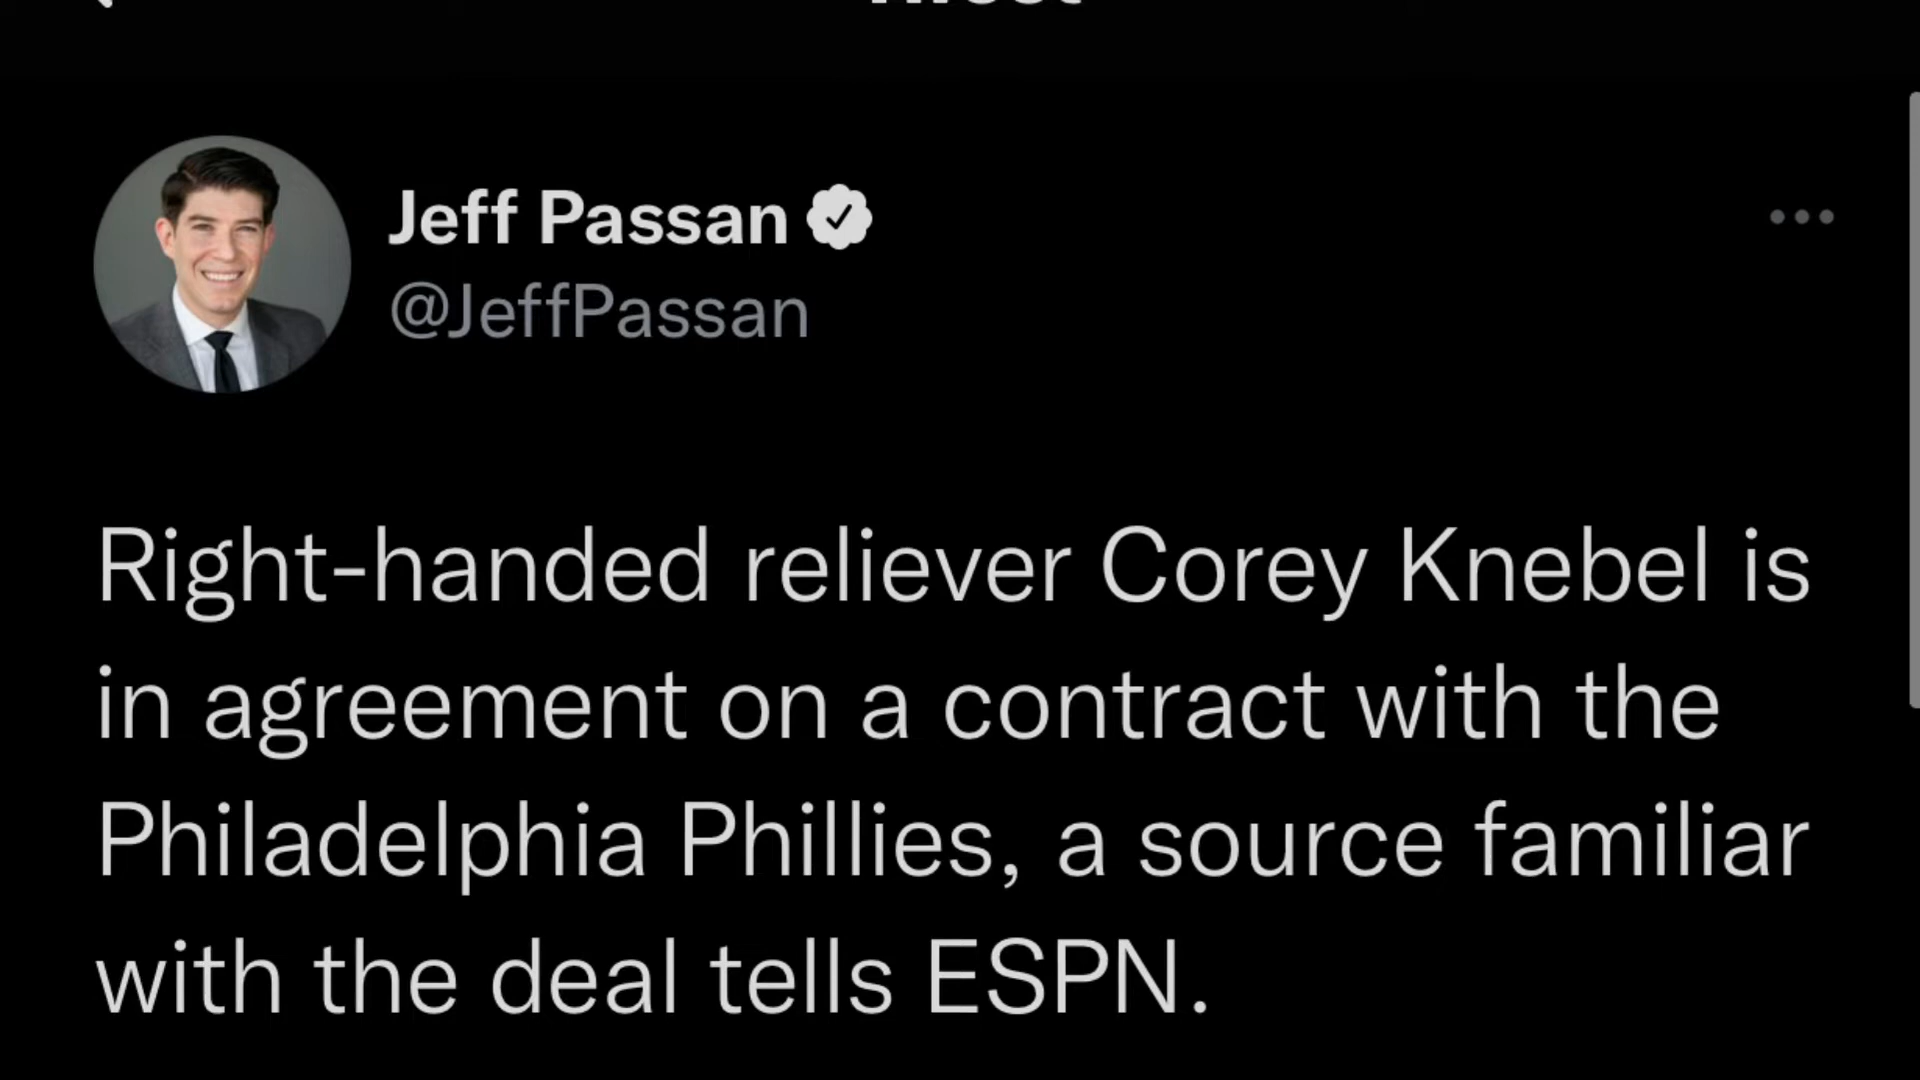 Jeff Passan
@JeffPassan
Right-handed reliever Corey Knebel is
in agreement on a contract with the
Philadelphia Phillies, a source familiar
with the deal tells ESPN.